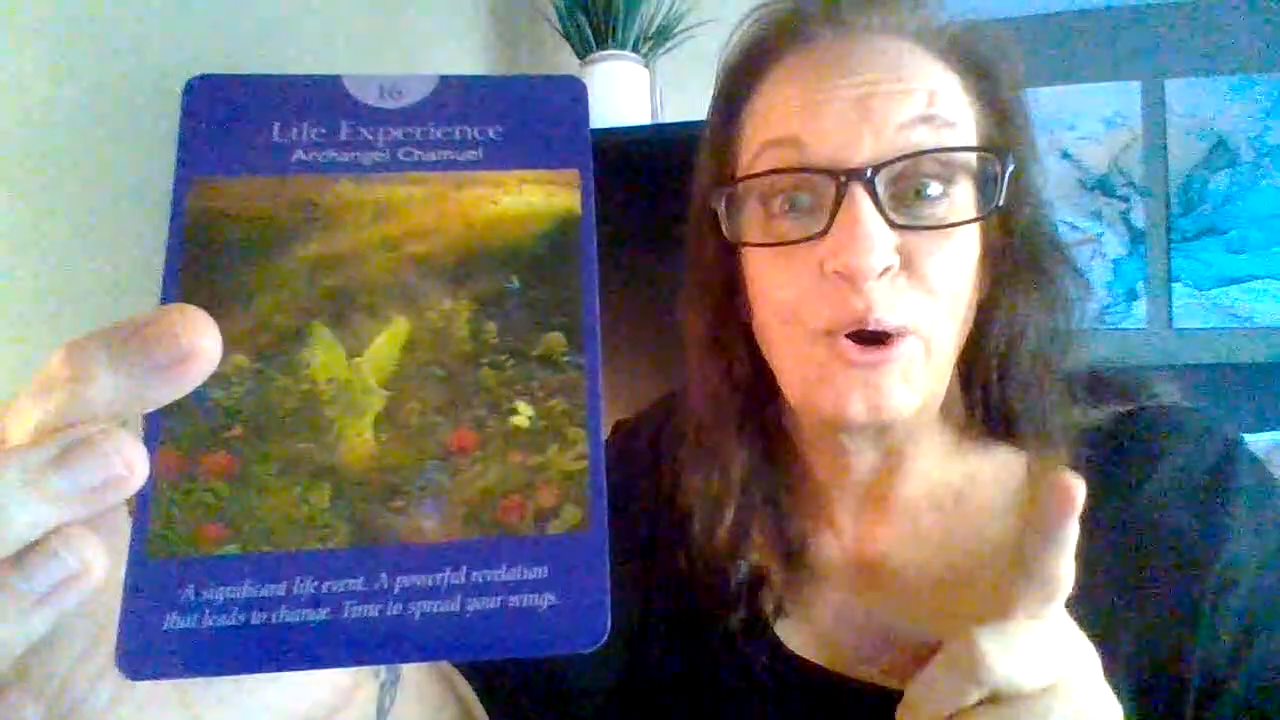 16
Life Experience
Archangel Chamuel
A significant life event. A powerful revelation
that leads to change. Time to spread your wings.